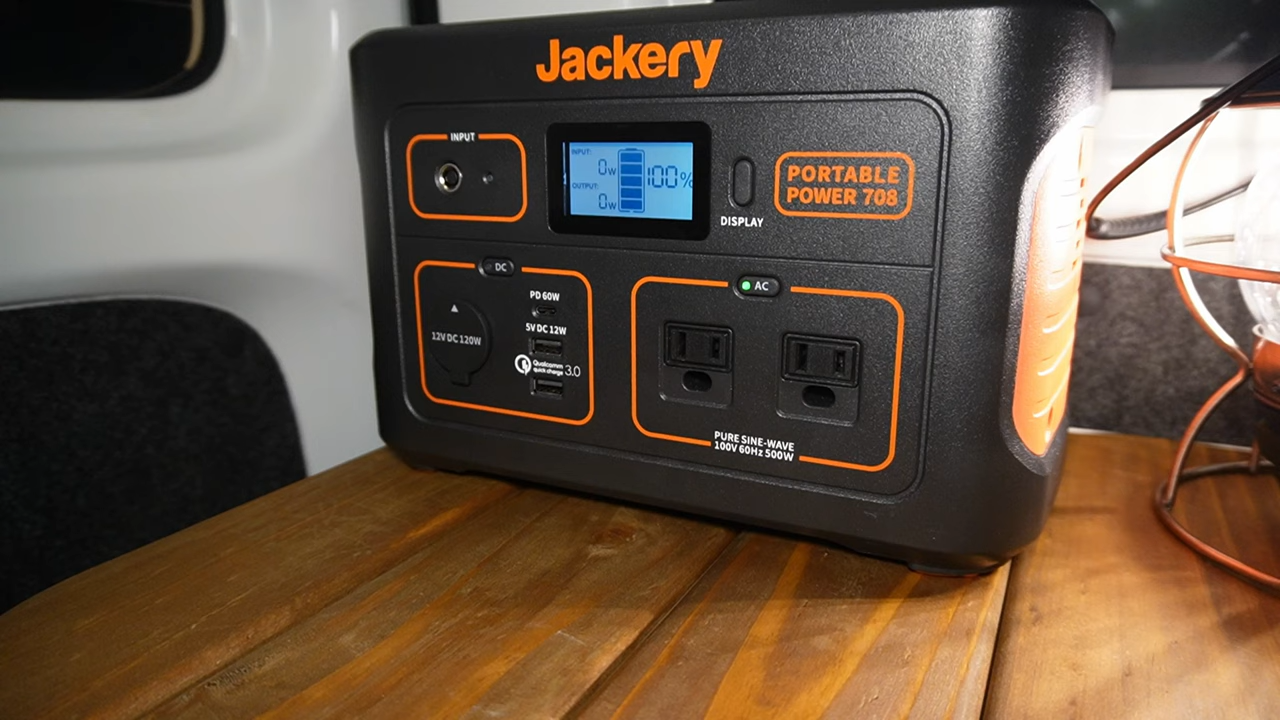 Jackery
INPUT
INPUT:
0W
OUTPUT:
0W
100%
DISPLAY
PORTABLE
POWER 708
DC
PD 60W
5V DC 12W
12V DC 120W
Qualcomm
quick charge 3.0
AC
PURE SINE-WAVE
100V 60Hz 500W